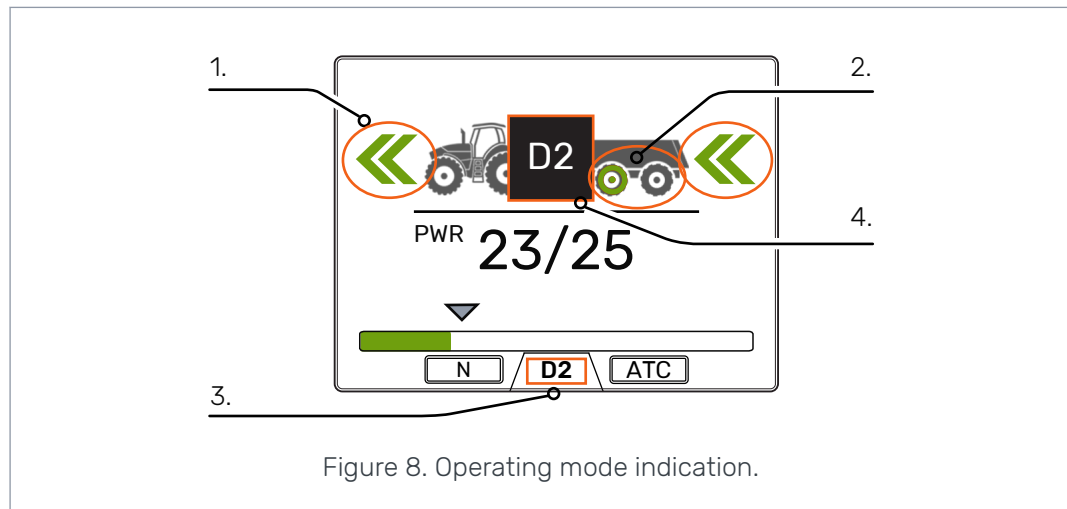 1.
2.
D2
4.
PWR 23/25
N D2 ATC
3.
Figure 8. Operating mode indication.